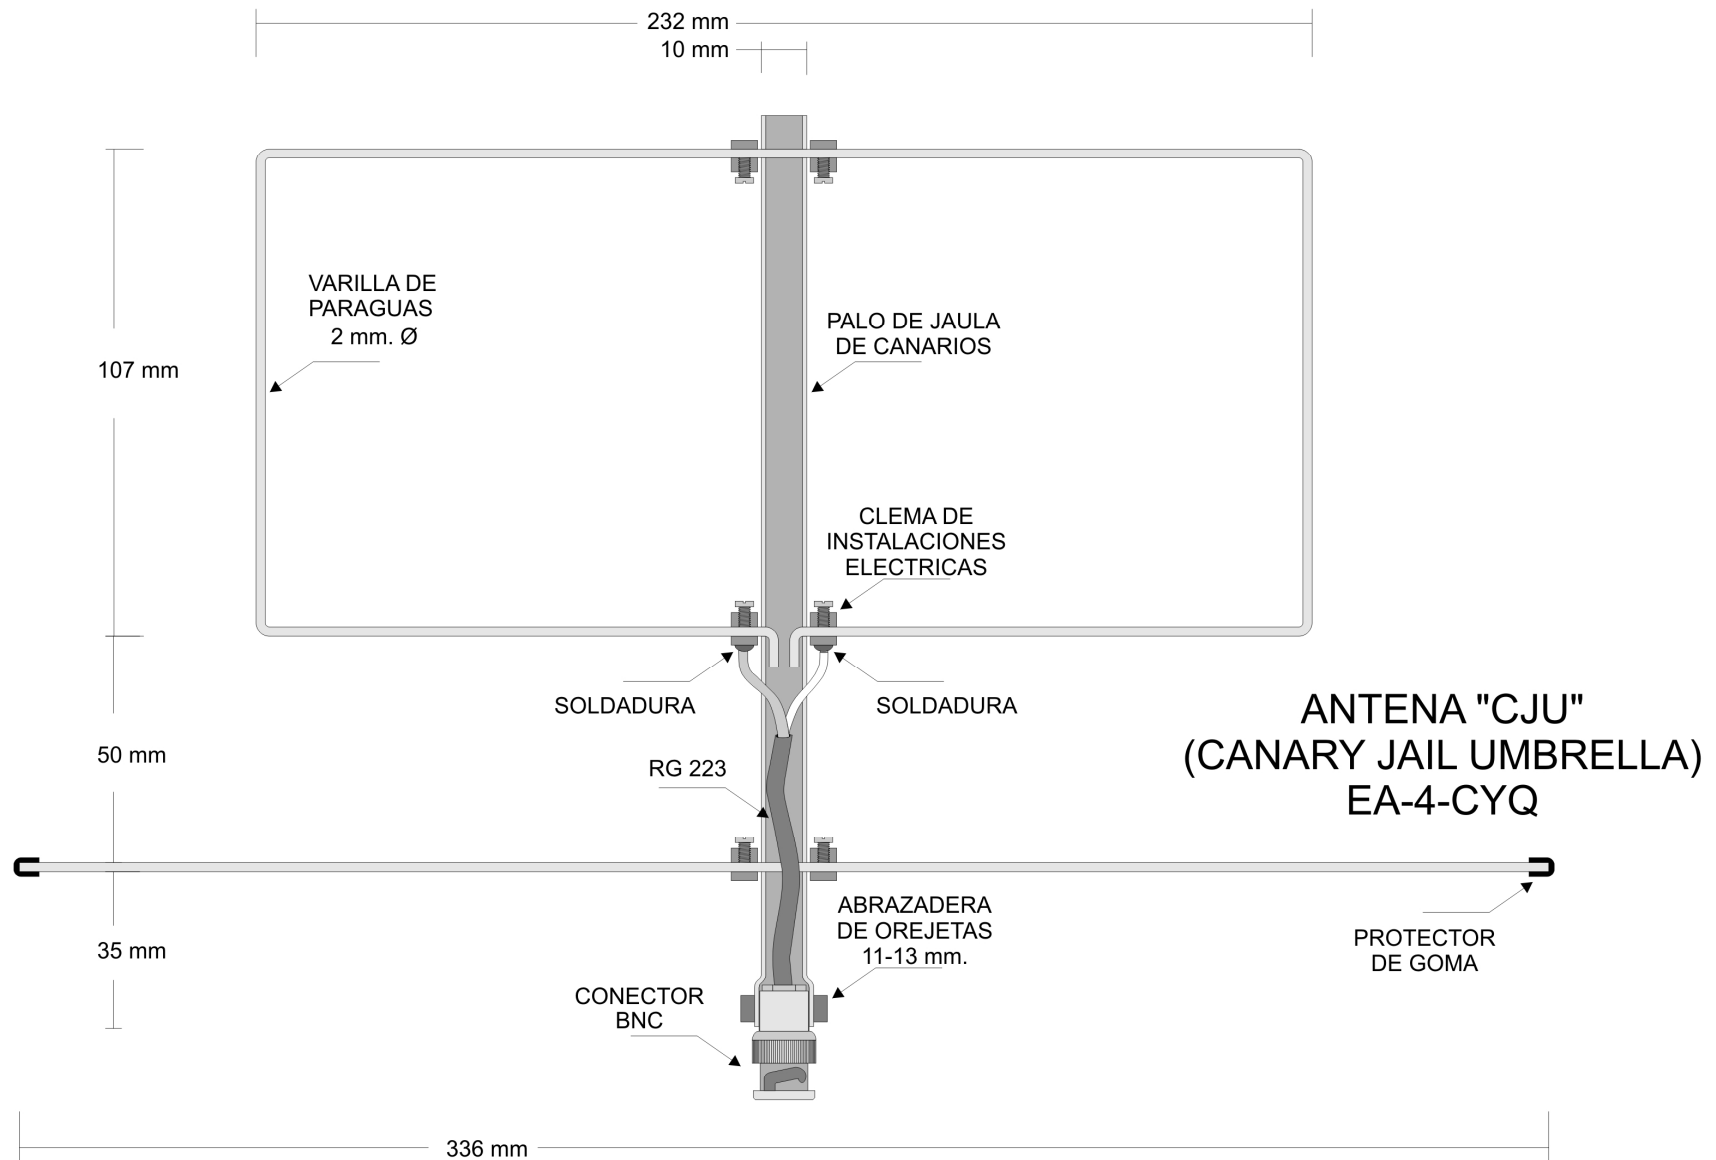 232 mm
10 mm
VARILLA DE
PARAGUAS
2 mm. Ø
PALO DE JAULA
DE CANARIOS
107 mm
CLEMA DE
INSTALACIONES
ELECTRICAS
SOLDADURA
SOLDADURA
ANTENA "CJU"
(CANARY JAIL UMBRELLA)
EA-4-CYQ
50 mm
RG 223
ABRAZADERA
DE OREJETAS
11-13 mm.
PROTECTOR
DE GOMA
35 mm
CONECTOR
BNC
336 mm